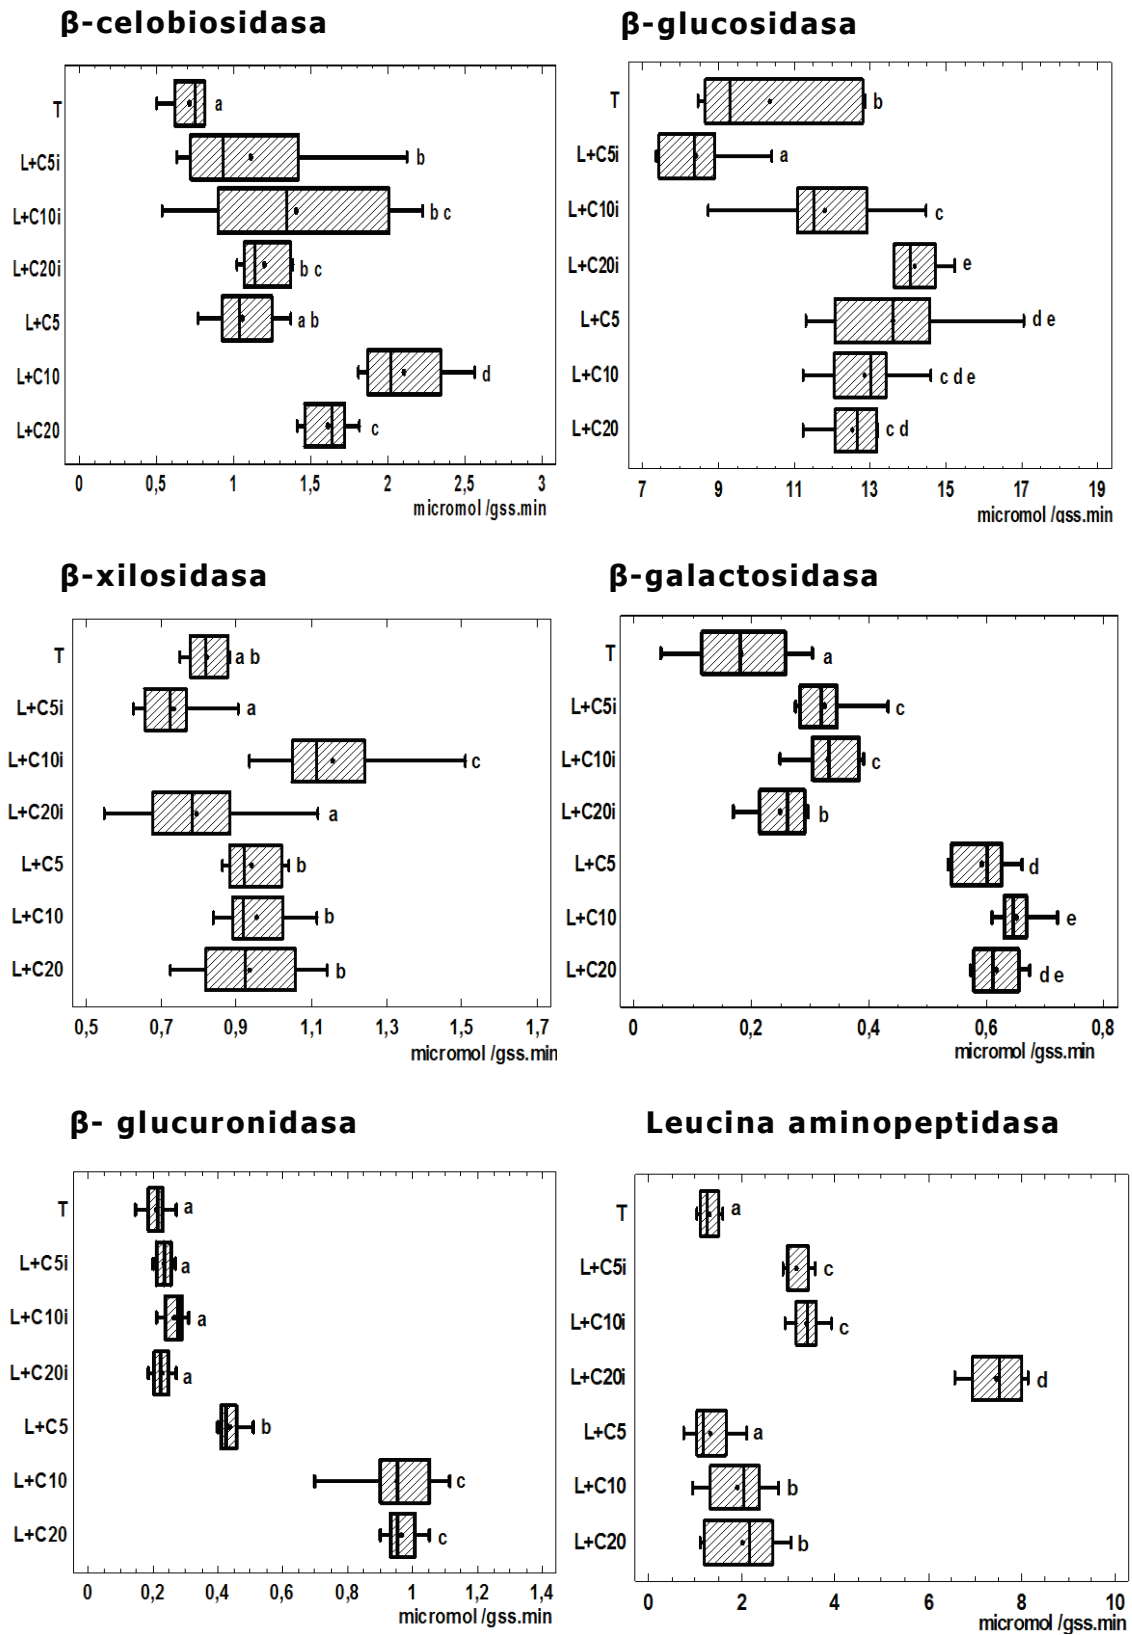 β-celobiosidasa
T
a
L+C5i
b
L+C10i
b c
L+C20i
b c
L+C5
a b
L+C10
d
L+C20
c
0 0,5 1 1,5 2 2,5 3
micromol /gss.min
β-glucosidasa
T
b
L+C5i
a
L+C10i
c
L+C20i
e
L+C5
d e
L+C10
c d e
L+C20
c d
7 9 11 13 15 17 19
micromol /gss.min
β-xilosidasa
T
a b
L+C5i
a
L+C10i
c
L+C20i
a
L+C5
b
L+C10
b
L+C20
b
0,5 0,7 0,9 1,1 1,3 1,5 1,7
micromol /gss.min
β-galactosidasa
T
a
L+C5i
c
L+C10i
c
L+C20i
b
L+C5
d
L+C10
e
L+C20
d e
0 0,2 0,4 0,6 0,8
micromol /gss.min
β- glucuronidasa
T
a
L+C5i
a
L+C10i
a
L+C20i
a
L+C5
b
L+C10
c
L+C20
c
0 0,2 0,4 0,6 0,8 1 1,2 1,4
micromol /gss.min
Leucina aminopeptidasa
T
a
L+C5i
c
L+C10i
c
L+C20i
d
L+C5
a
L+C10
b
L+C20
b
0 2 4 6 8 10
micromol /gss.min